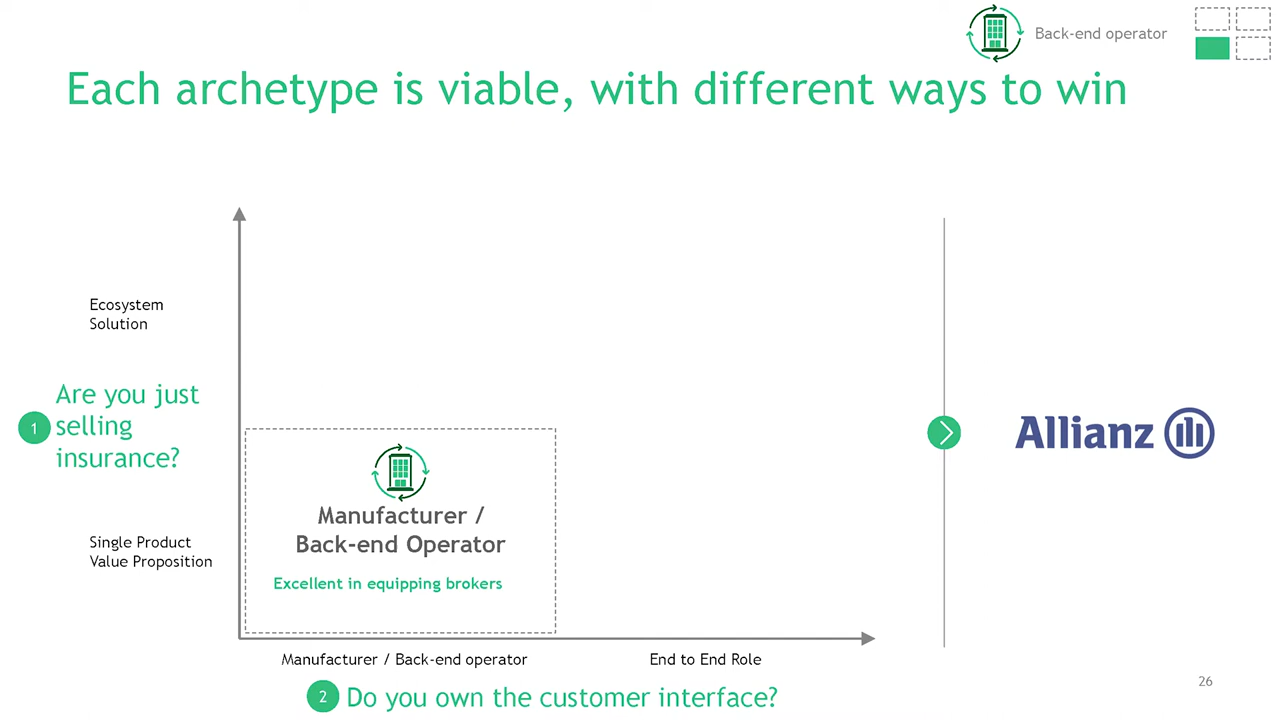 Back-end operator
Each archetype is viable, with different ways to win
Ecosystem
Solution
1
Are you just
selling
insurance?
Manufacturer /
Back-end Operator
Excellent in equipping brokers
Single Product
Value Proposition
Allianz
Manufacturer / Back-end operator
End to End Role
2
Do you own the customer interface?
26